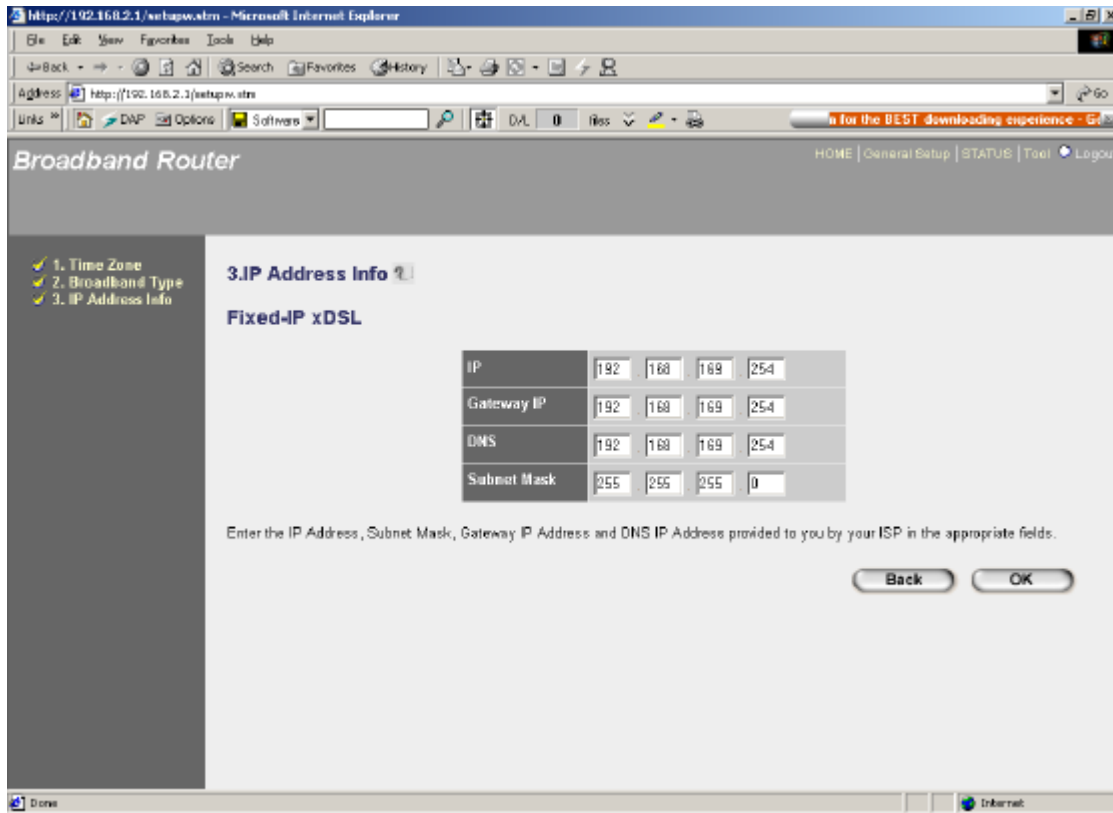 http://192.168.2.1/setupw.stm - Microsoft Internet Explorer
File Edit View Favorites Tools Help
Back Search Favorites History
Address http://192.168.2.1/setupw.stm Go
Links » DAP Options Software D/L 0 files n for the BEST downloading experience - Ge
Broadband Router
HOME | General Setup | STATUS | Tool Logou
1. Time Zone
2. Broadband Type
3. IP Address Info
3.IP Address Info
Fixed-IP xDSL
IP 192 . 168 . 169 . 254
Gateway IP 192 . 168 . 169 . 254
DNS 192 . 168 . 169 . 254
Subnet Mask 255 . 255 . 255 . 0
Enter the IP Address, Subnet Mask, Gateway IP Address and DNS IP Address provided to you by your ISP in the appropriate fields.
Back OK
Done Internet